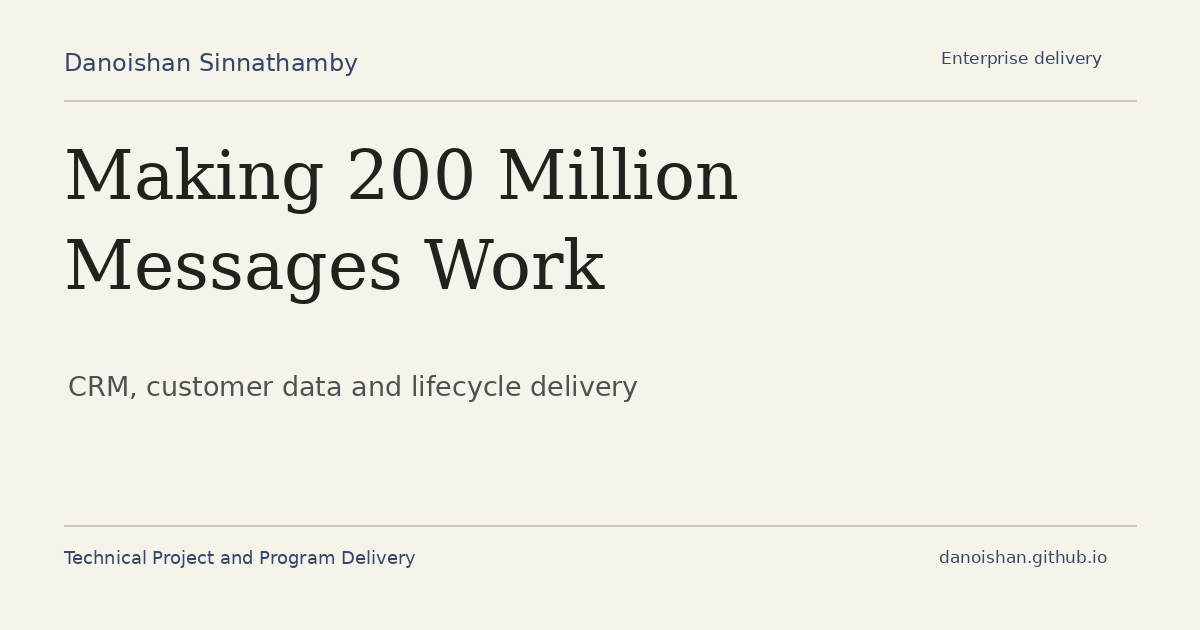 Danoishan Sinnathamby
Enterprise delivery
Making 200 Million
Messages Work
CRM, customer data and lifecycle delivery
Technical Project and Program Delivery
danoishan.github.io